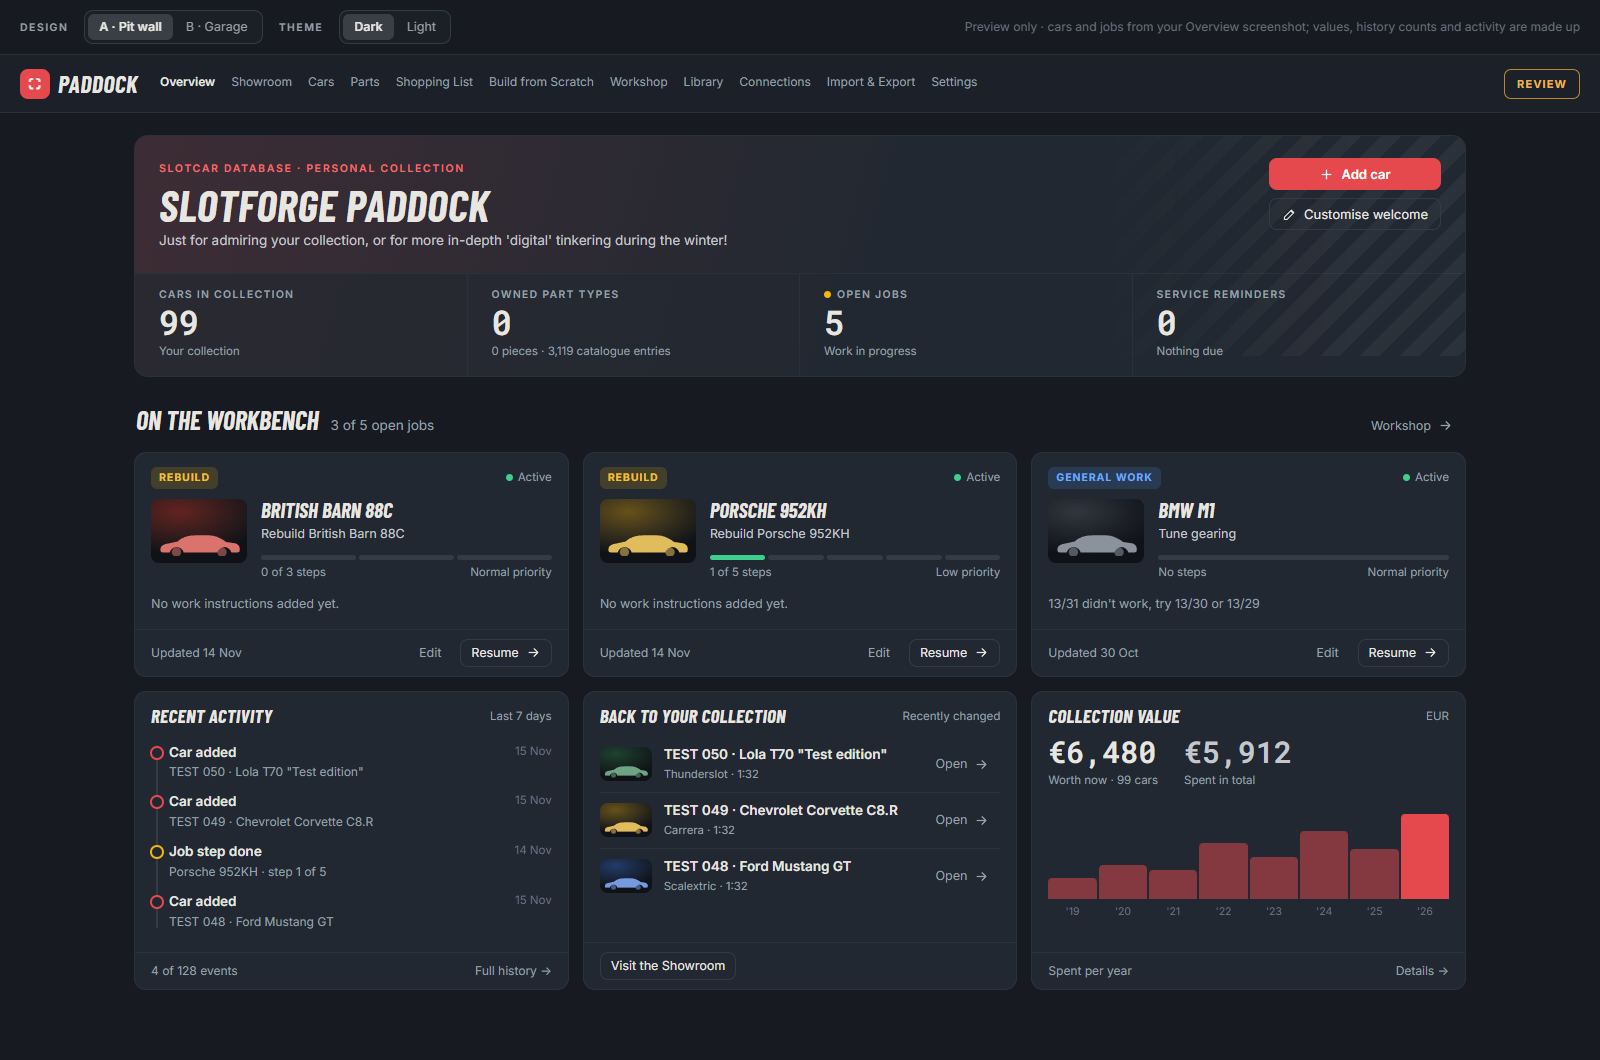 DESIGN A · Pit wall B · Garage THEME Dark Light Preview only · cars and jobs from your Overview screenshot; values, history counts and activity are made up
PADDOCK Overview Showroom Cars Parts Shopping List Build from Scratch Workshop Library Connections Import & Export Settings REVIEW
SLOTCAR DATABASE · PERSONAL COLLECTION
SLOTFORGE PADDOCK
Just for admiring your collection, or for more in-depth 'digital' tinkering during the winter!
Add car
Customise welcome
CARS IN COLLECTION
99
Your collection
OWNED PART TYPES
0
0 pieces · 3,119 catalogue entries
OPEN JOBS
5
Work in progress
SERVICE REMINDERS
0
Nothing due
ON THE WORKBENCH 3 of 5 open jobs Workshop →
REBUILD Active
BRITISH BARN 88C
Rebuild British Barn 88C
0 of 3 steps Normal priority
No work instructions added yet.
Updated 14 Nov Edit Resume →
REBUILD Active
PORSCHE 952KH
Rebuild Porsche 952KH
1 of 5 steps Low priority
No work instructions added yet.
Updated 14 Nov Edit Resume →
GENERAL WORK Active
BMW M1
Tune gearing
No steps Normal priority
13/31 didn't work, try 13/30 or 13/29
Updated 30 Oct Edit Resume →
RECENT ACTIVITY Last 7 days
Car added 15 Nov
TEST 050 · Lola T70 "Test edition"
Car added 15 Nov
TEST 049 · Chevrolet Corvette C8.R
Job step done 14 Nov
Porsche 952KH · step 1 of 5
Car added 15 Nov
TEST 048 · Ford Mustang GT
4 of 128 events Full history →
BACK TO YOUR COLLECTION Recently changed
TEST 050 · Lola T70 "Test edition"
Thunderslot · 1:32
Open →
TEST 049 · Chevrolet Corvette C8.R
Carrera · 1:32
Open →
TEST 048 · Ford Mustang GT
Scalextric · 1:32
Open →
Visit the Showroom
COLLECTION VALUE EUR
€6,480 €5,912
Worth now · 99 cars Spent in total
'19 '20 '21 '22 '23 '24 '25 '26
Spent per year Details →